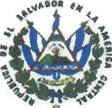 REPUBLICA DE EL SALVADOR EN LA AMERICA CENTRAL